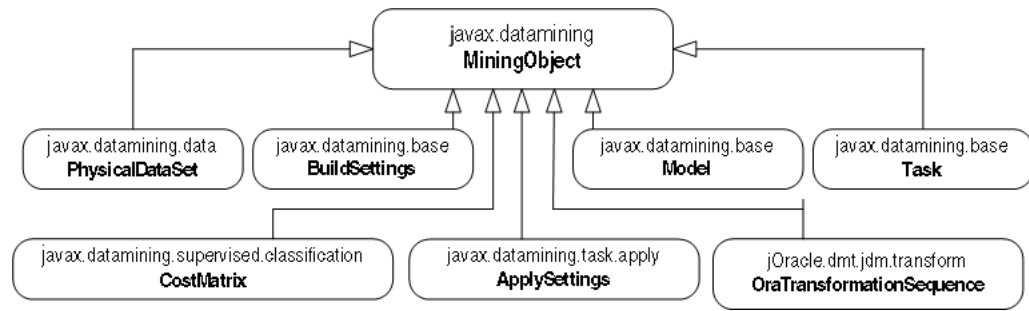 javax.datamining
MiningObject
javax.datamining.data
PhysicalDataSet
javax.datamining.base
BuildSettings
javax.datamining.base
Model
javax.datamining.base
Task
javax.datamining.supervised.classification
CostMatrix
javax.datamining.task.apply
ApplySettings
jOracle.dmt.jdm.transform
OraTransformationSequence